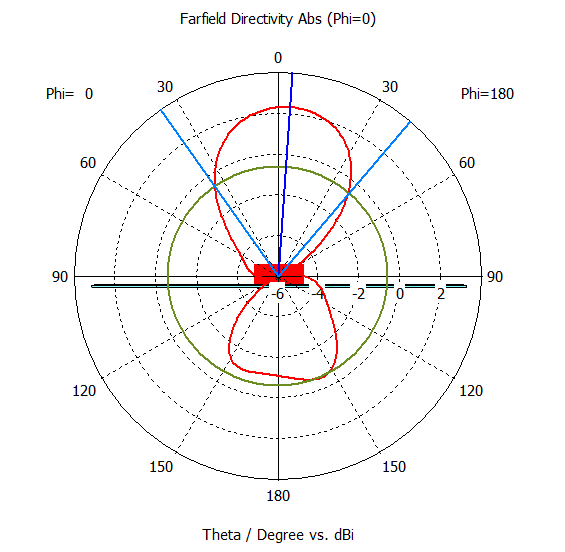 Farfield Directivity Abs (Phi=0)
0
30 30
Phi= 0 Phi=180
60 60
90 90
-6 -4 -2 0 2
120 120
150 150
180
Theta / Degree vs. dBi